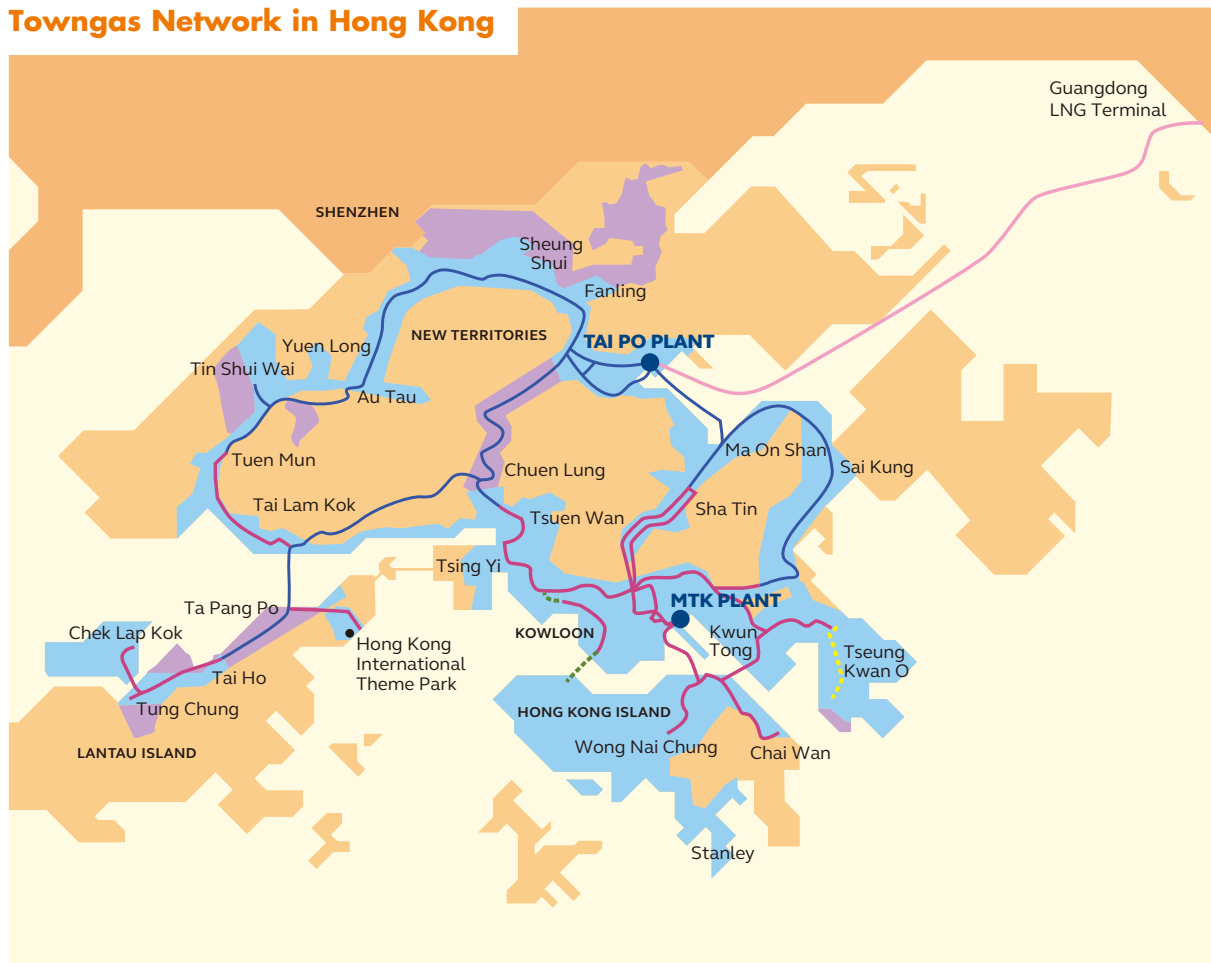 Towngas Network in Hong Kong
Guangdong
LNG Terminal
SHENZHEN
Sheung
Shui
Fanling
NEW TERRITORIES
TAI PO PLANT
Yuen Long
Tin Shui Wai
Au Tau
Ma On Shan
Tuen Mun
Chuen Lung
Sai Kung
Tai Lam Kok
Tsuen Wan
Sha Tin
Tsing Yi
Ta Pang Po
MTK PLANT
Chek Lap Kok
KOWLOON
Kwun
Tong
Hong Kong
International
Theme Park
Tseung
Kwan O
Tai Ho
Tung Chung
HONG KONG ISLAND
LANTAU ISLAND
Wong Nai Chung
Chai Wan
Stanley